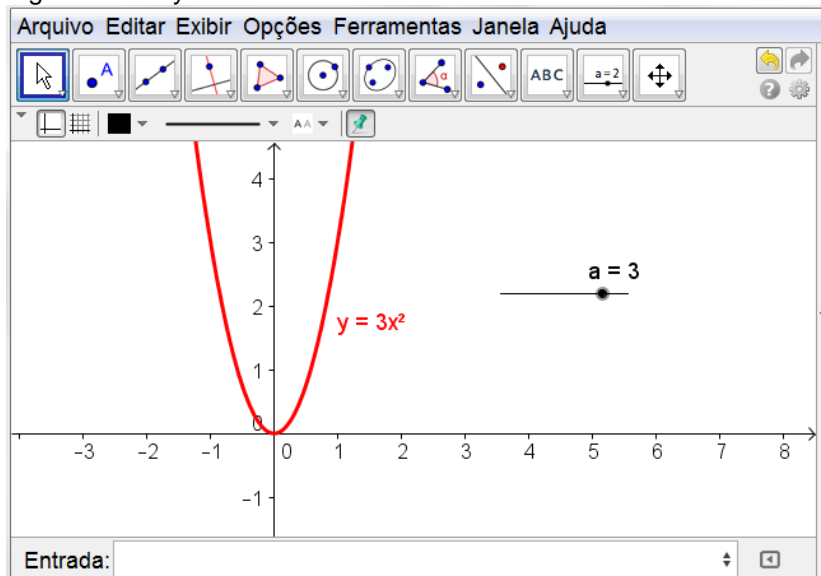 Arquivo Editar Exibir Opções Ferramentas Janela Ajuda
A α ABC a=2
AA
4
3
a = 3
2
y = 3x²
1
0
−3 −2 −1 0 1 2 3 4 5 6 7 8
−1
Entrada: